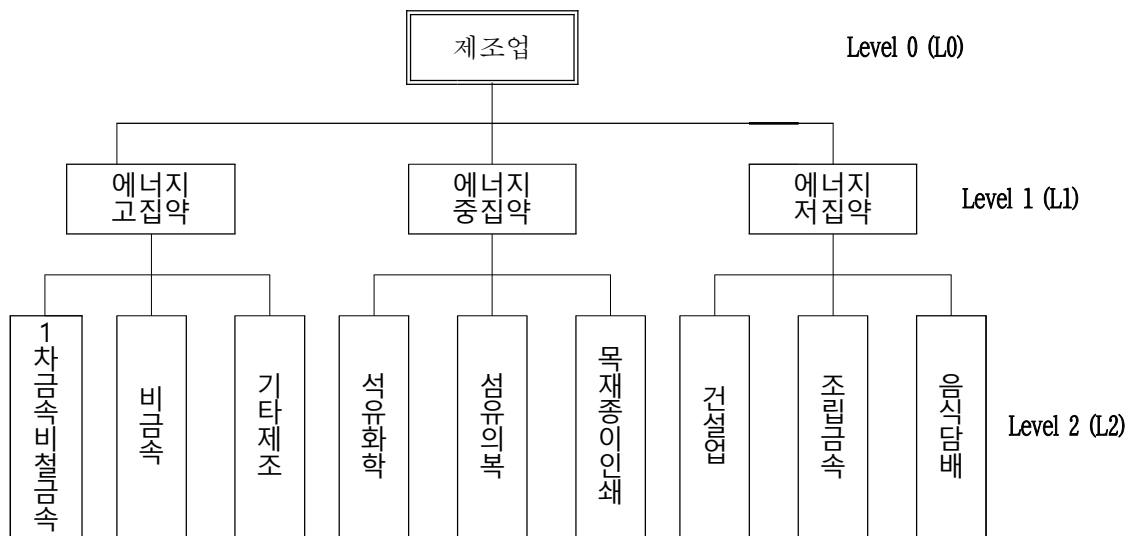 제조업
Level 0 (L0)
에너지
고집약
에너지
중집약
에너지
저집약
Level 1 (L1)
1차금속비철금속
비금속
기타제조
석유화학
섬유의복
목재종이인쇄
건설업
조립금속
음식담배
Level 2 (L2)